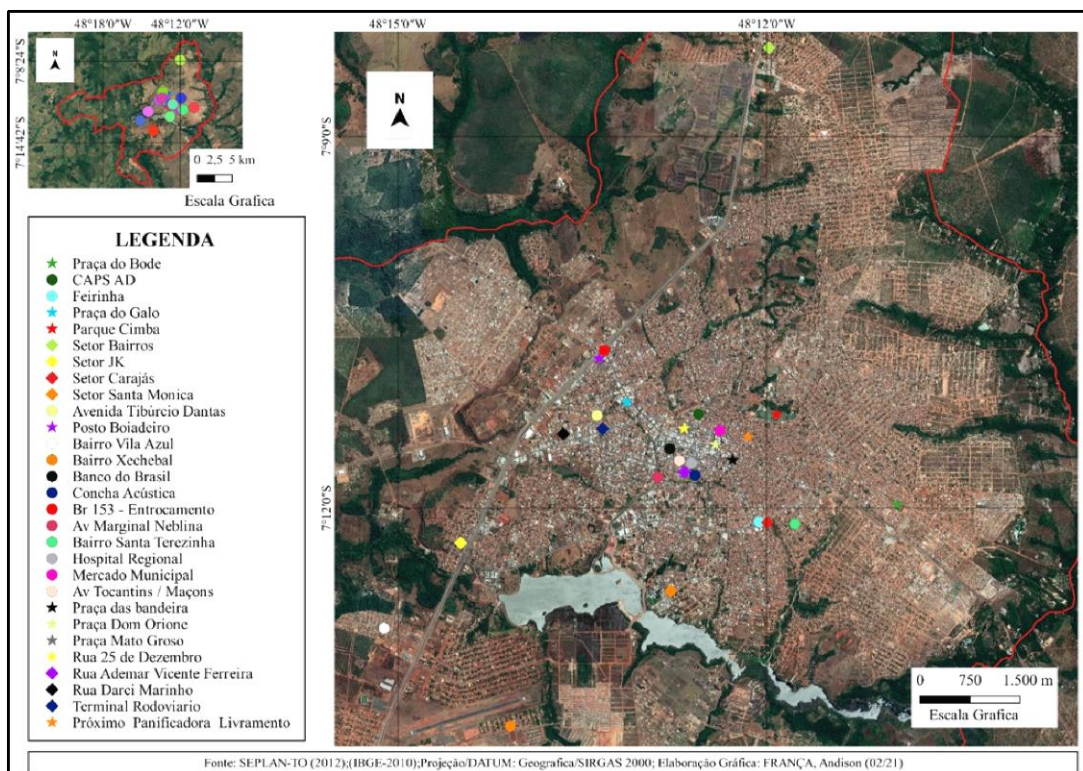 48°18'0"W 48°12'0"W
7°8'24"S
7°14'42"S
N
0 2,5 5 km
Escala Grafica
48°15'0"W 48°12'0"W
7°9'0"S
7°12'0"S
N
LEGENDA
Praça do Bode
CAPS AD
Feirinha
Praça do Galo
Parque Cimba
Setor Bairros
Setor JK
Setor Carajás
Setor Santa Monica
Avenida Tibúrcio Dantas
Posto Boiadeiro
Bairro Vila Azul
Bairro Xechebal
Banco do Brasil
Concha Acústica
Br 153 - Entrocamento
Av Marginal Neblina
Bairro Santa Terezinha
Hospital Regional
Mercado Municipal
Av Tocantins / Maçons
Praça das bandeira
Praça Dom Orione
Praça Mato Groso
Rua 25 de Dezembro
Rua Ademar Vicente Ferreira
Rua Darci Marinho
Terminal Rodoviario
Próximo Panificadora Livramento
0 750 1.500 m
Escala Grafica
Fonte: SEPLAN-TO (2012);(IBGE-2010);Projeção/DATUM: Geografica/SIRGAS 2000; Elaboração Gráfica: FRANÇA, Andison (02/21)